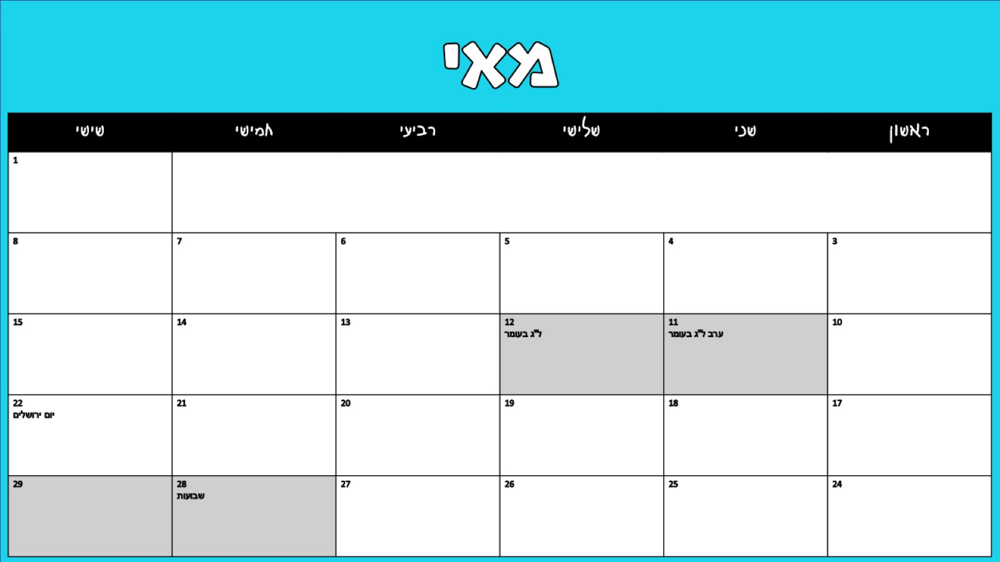 מאי
ראשון שני שלישי רביעי חמישי שישי
1
3 4 5 6 7 8
10 11 12 13 14 15
ערב ל"ג בעומר ל"ג בעומר
17 18 19 20 21 22
יום ירושלים
24 25 26 27 28 29
שבועות